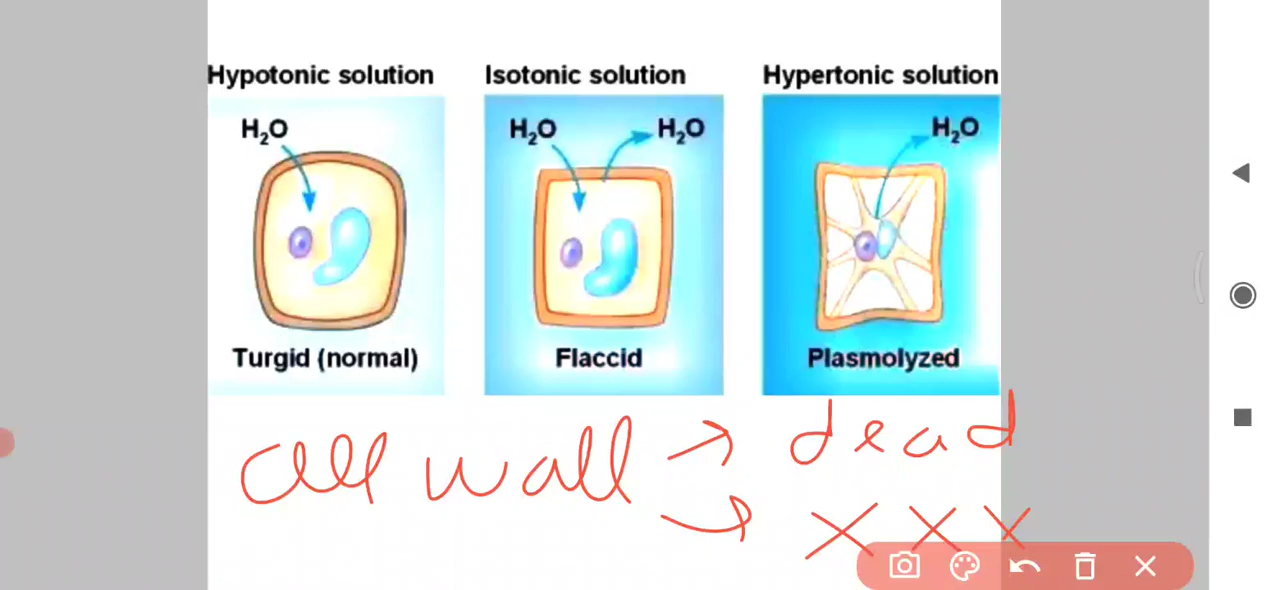 Hypotonic solution Isotonic solution Hypertonic solution
H₂O H₂O H₂O H₂O
Turgid (normal) Flaccid Plasmolyzed
cell wall → dead
→ X X X